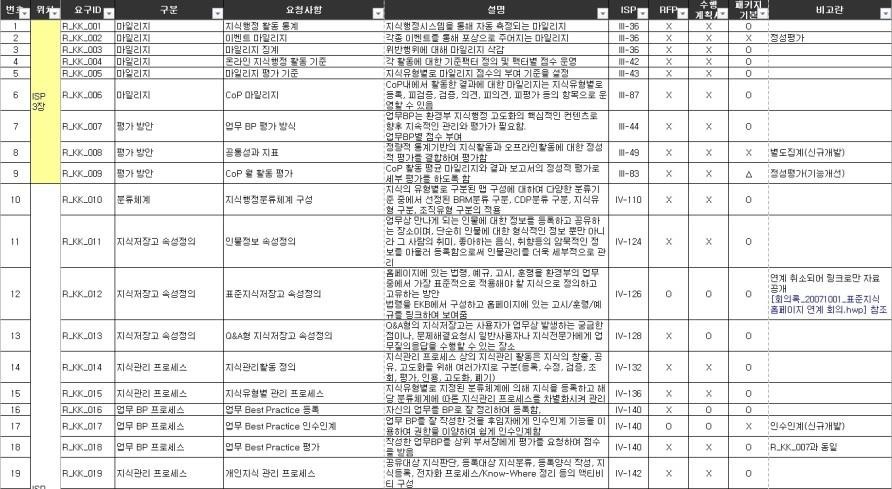 번호 위치 요구ID 구분 요청사항 설명 ISP RFP 수행계획서 패키지기본 비고란
ISP
3장
1 R_KK_001 마일리지 지식행정 활동 통계 지식행정시스템을 통해 자동 측정되는 마일리지 III-36 X X O
2 R_KK_002 마일리지 이벤트 마일리지 각종 이벤트를 통해 포상으로 주어지는 마일리지 III-36 X X O 정성평가
3 R_KK_003 마일리지 마일리지 징계 위반행위에 대해 마일리지 삭감 III-36 X X O
4 R_KK_004 마일리지 온라인 지식행정 활동 기준 각 활동에 대한 기준팩터 정의 및 팩터별 점수 운영 III-42 X X O
5 R_KK_005 마일리지 마일리지 평가 기준 지식유형별로 마일리지 점수의 부여 기준을 설정 III-43 X X O
6 R_KK_006 마일리지 CoP 마일리지 CoP내에서 활동한 결과에 대한 마일리지는 지식유형별로
등록, 피검증, 검증, 의견, 피의견, 피평가 등의 항목으로 운
영할 수 있음 III-87 X X O
7 R_KK_007 평가 방안 업무 BP 평가 방식 업무BP는 환경부 지식행정 고도화의 핵심적인 컨텐츠로
향후 지속적인 관리와 평가가 필요함.
업무BP별 점수 부여 III-44 X X O
8 R_KK_008 평가 방안 공통성과 지표 정량적 통계기반의 지식활동과 오프라인활동에 대한 정성
적 평가를 결합하여 평가함 III-49 X X X 별도집계(신규개발)
9 R_KK_009 평가 방안 CoP 월 활동 평가 CoP 활동 평균 마일리지와 결과 보고서의 정성적 평가로
세부 평가를 하도록 함 III-83 X X △ 정성평가(기능개선)
10 R_KK_010 분류체계 지식행정분류체계 구성 지식의 유형별로 구분된 맵 구성에 대하여 다양한 분류기
준 중에서 선정된 BRM분류 구분, CDP분류 구분, 지식유
형 구분, 조직유형 구분의 적용 IV-110 X X O
11 R_KK_011 지식저장고 속성정의 인물정보 속성정의 업무상 만나게 되는 인물에 대한 정보를 등록하고 공유하
는 장소이며, 단순히 인물에 대한 형식적인 정보 뿐만 아니
라 그 사람의 취미, 좋아하는 음식, 취향등의 암묵적인 정
보를 아울러 등록함으로써 인물관리를 더욱 세부적으로 관
리 IV-124 X X O
12 R_KK_012 지식저장고 속성정의 표준지식저장고 속성정의 홈페이지에 있는 법령, 예규, 고시, 훈령을 환경부의 업무
중에서 가장 표준적으로 적용해야 할 지식으로 정의하고
고유하는 방안
법령을 EKB에서 구성하고 홈페이지에 있는 고시/훈령/예
규를 링크하여 보여줌 IV-126 O O O 연계 취소되어 링크로만 자료
공개
[회의록_20071001_표준지식
홈페이지 연계 회의.hwp] 참조
13 R_KK_013 지식저장고 속성정의 Q&A형 지식저장고 속성정의 Q&A형의 지식저장고는 사용자가 업무상 발생하는 궁금한
점이나, 문제해결요청시 일반사용자나 지식전문가에게 업
무질의응답을 수행할 수 있는 장소 IV-128 X O O
14 R_KK_014 지식관리 프로세스 지식관리활동 정의 지식관리 프로세스 상의 지식관리 활동은 지식의 창출, 공
유, 고도화를 위해 여러가지로 구분(등록, 수정, 검증, 조
회, 평가, 인용, 고도화, 폐기) IV-132 X X O
15 R_KK_015 지식관리 프로세스 지식유형별 관리 프로세스 지식유형별로 지정된 분류체계에 의해 지식을 등록하고 해
당 분류체계에 따른 지식관리 프로세스를 차별화시켜 관리 IV-136 X X O
16 R_KK_016 업무 BP 프로세스 업무 Best Practice 등록 자신의 업무를 BP로 잘 정리하여 등록함, IV-140 X O O
17 R_KK_017 업무 BP 프로세스 업무 Best Practice 인수인계 업무 BP를 잘 작성한 것을 후임자에게 인수인계 기능을 이
용하여 권한을 이양하여 쉽게 인수인계함 IV-140 O O X 인수인계(신규개발)
18 R_KK_018 업무 BP 프로세스 업무 Best Practice 평가 작성한 업무BP를 상위 부서장에게 평가를 요청하여 점수
를 받음 IV-140 X X O R_KK_007과 동일
19 R_KK_019 지식관리 프로세스 개인지식 관리 프로세스 공유대상 지식판단, 등록대상 지식분류, 등록양식 작성, 지
식등록, 전자화 프로세스/Know-Where 정리 등의 액티비
티 구성 IV-142 X X O
ISP